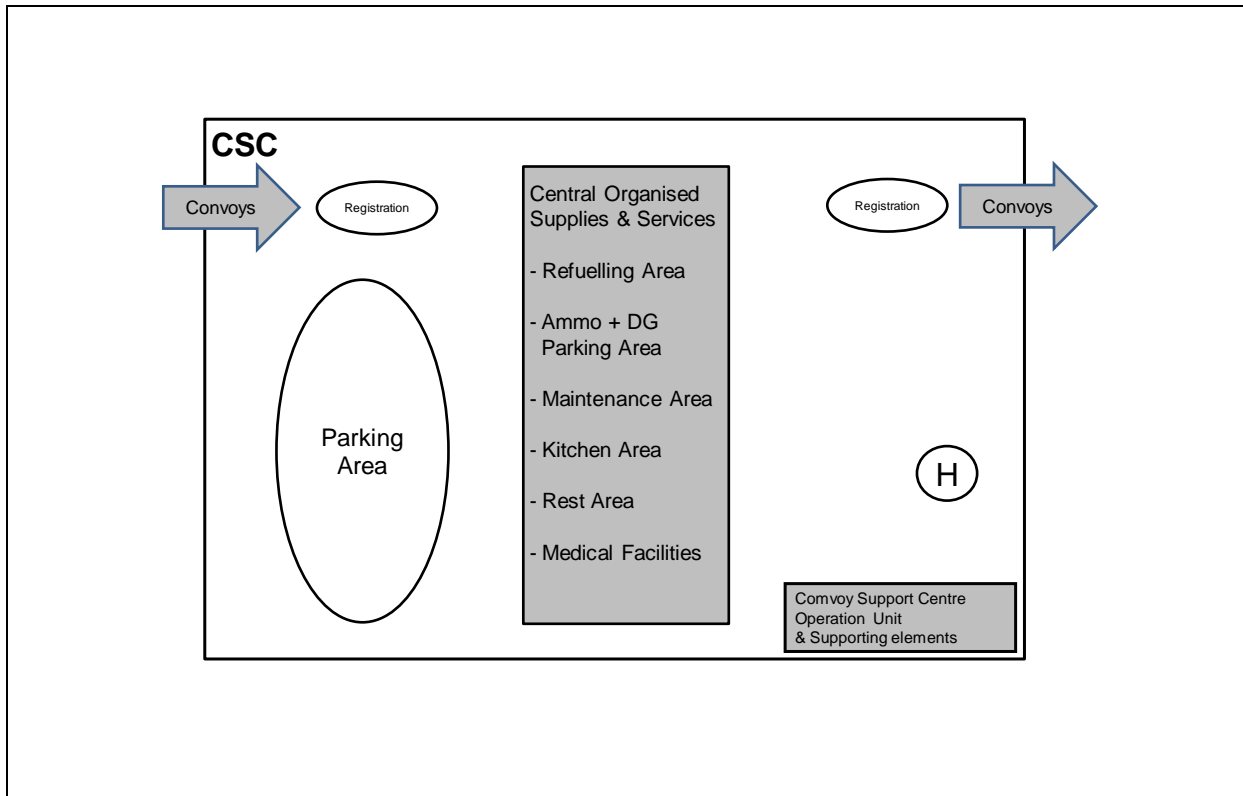 CSC
Convoys
Registration
Central Organised
Supplies & Services
- Refuelling Area
- Ammo + DG
Parking Area
- Maintenance Area
- Kitchen Area
- Rest Area
- Medical Facilities
Registration
Convoys
Parking
Area
H
Comvoy Support Centre
Operation Unit
& Supporting elements